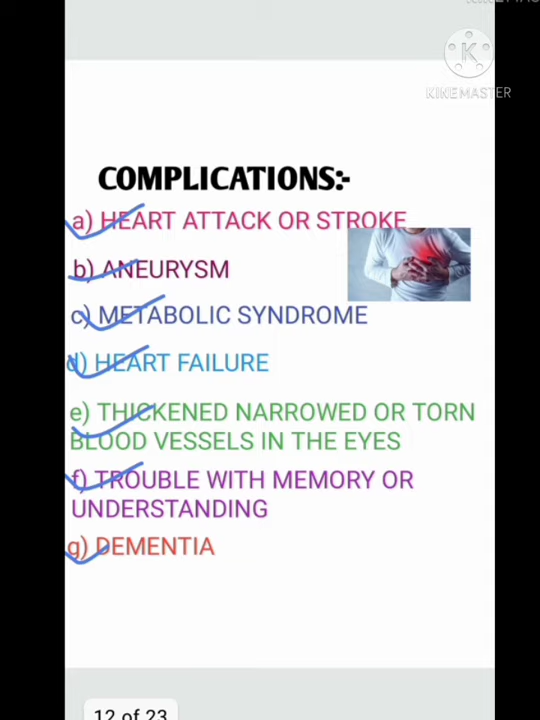 KINEMASTER
COMPLICATIONS:-
a) HEART ATTACK OR STROKE
b) ANEURYSM
c) METABOLIC SYNDROME
d) HEART FAILURE
e) THICKENED NARROWED OR TORN
BLOOD VESSELS IN THE EYES
f) TROUBLE WITH MEMORY OR
UNDERSTANDING
g) DEMENTIA
12 of 23